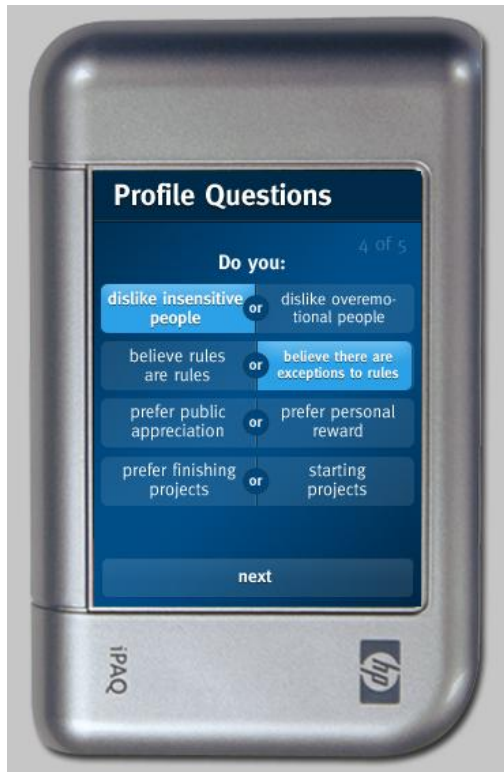 Profile Questions
4 of 5
Do you:
dislike insensitive
people
or
dislike overemo-
tional people
believe rules
are rules
or
believe there are
exceptions to rules
prefer public
appreciation
or
prefer personal
reward
prefer finishing
projects
or
starting
projects
next
iPAQ
hp